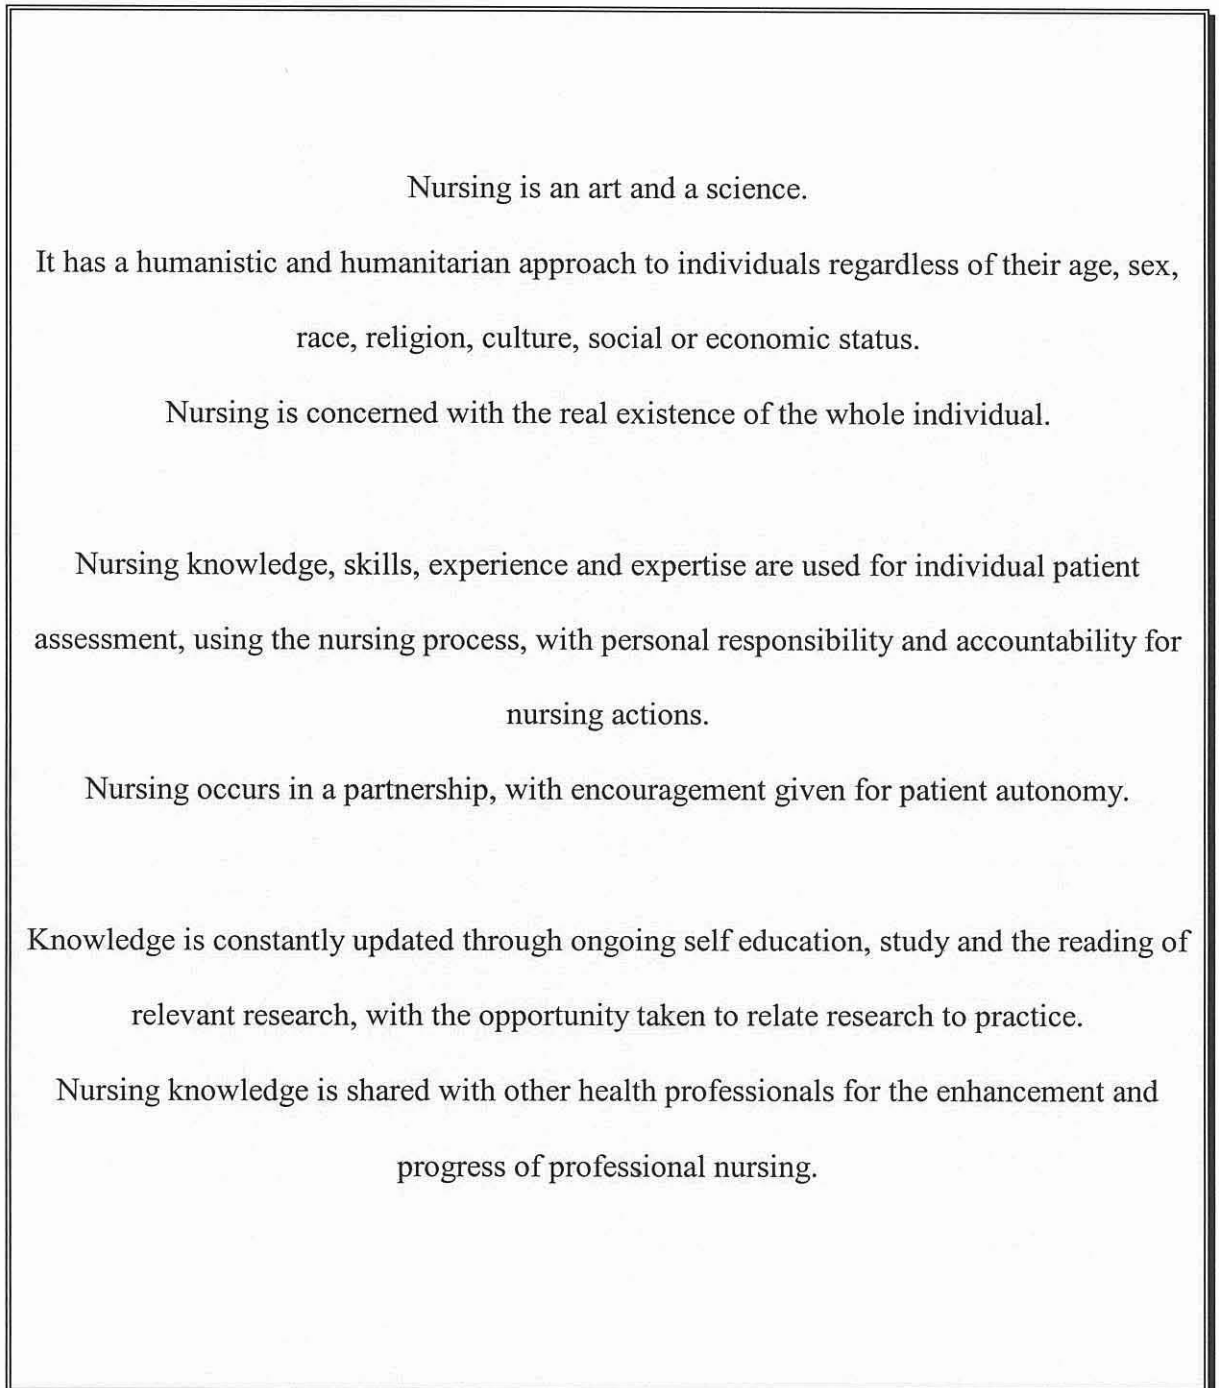 Nursing is an art and a science.
It has a humanistic and humanitarian approach to individuals regardless of their age, sex,
race, religion, culture, social or economic status.
Nursing is concerned with the real existence of the whole individual.
Nursing knowledge, skills, experience and expertise are used for individual patient
assessment, using the nursing process, with personal responsibility and accountability for
nursing actions.
Nursing occurs in a partnership, with encouragement given for patient autonomy.
Knowledge is constantly updated through ongoing self education, study and the reading of
relevant research, with the opportunity taken to relate research to practice.
Nursing knowledge is shared with other health professionals for the enhancement and
progress of professional nursing.